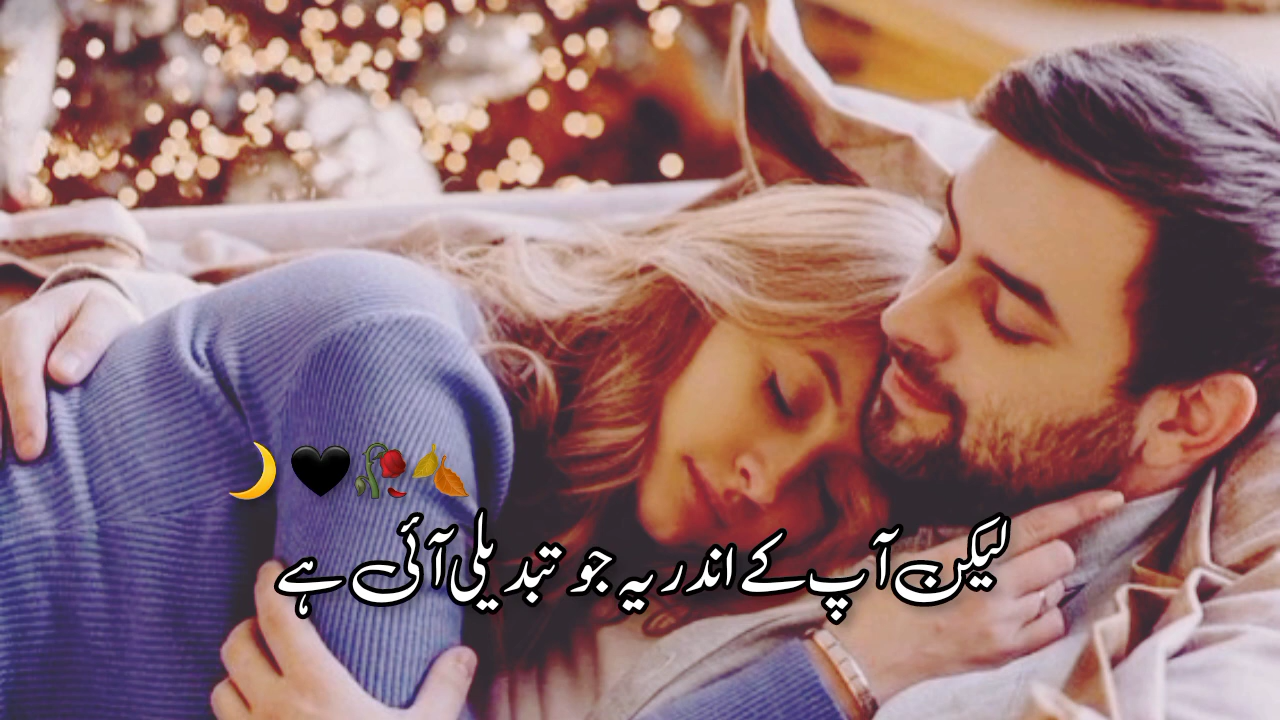 🌙🖤🥀🍂
لیکن آپ کے اندر یہ جو تبدیلی آئی ہے